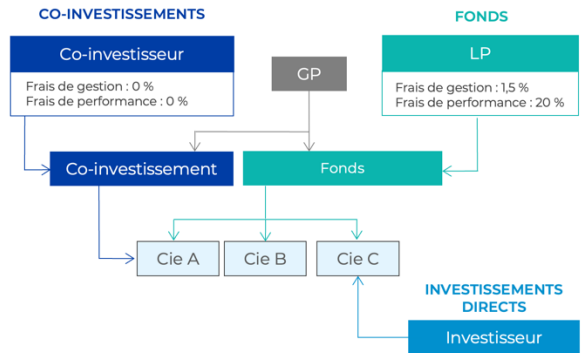 CO-INVESTISSEMENTS
FONDS
Co-investisseur
Frais de gestion : 0 %
Frais de performance : 0 %
GP
LP
Frais de gestion : 1,5 %
Frais de performance : 20 %
Co-investissement
Fonds
Cie A
Cie B
Cie C
INVESTISSEMENTS
DIRECTS
Investisseur